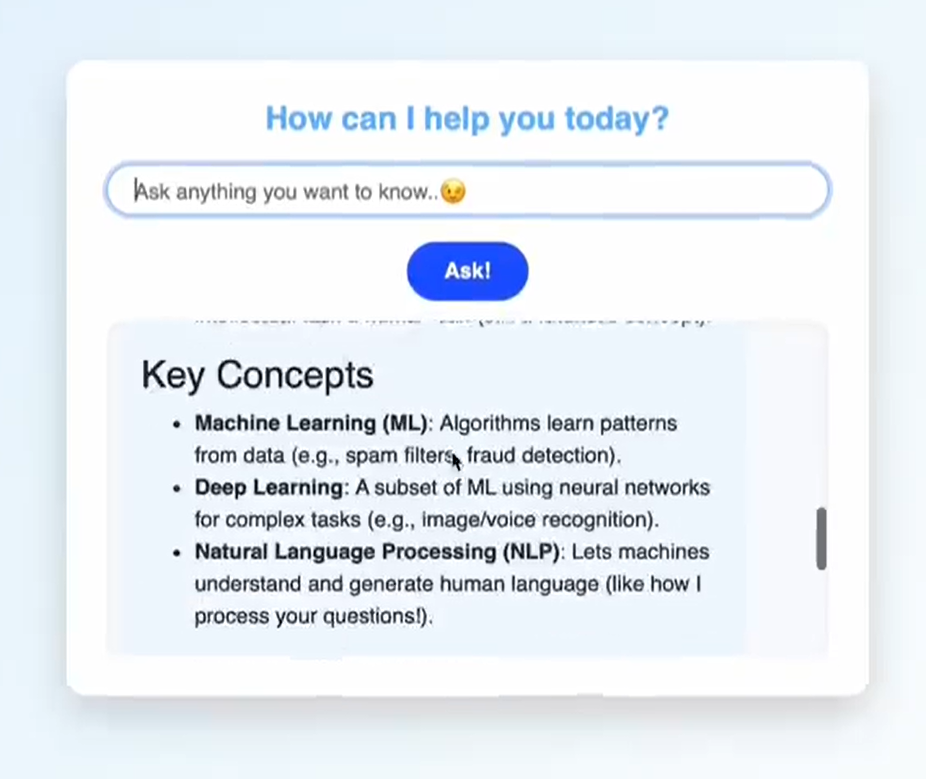 How can I help you today?
Ask anything you want to know..😉
Ask!
Key Concepts
• Machine Learning (ML): Algorithms learn patterns
from data (e.g., spam filters, fraud detection).
• Deep Learning: A subset of ML using neural networks
for complex tasks (e.g., image/voice recognition).
• Natural Language Processing (NLP): Lets machines
understand and generate human language (like how I
process your questions!).